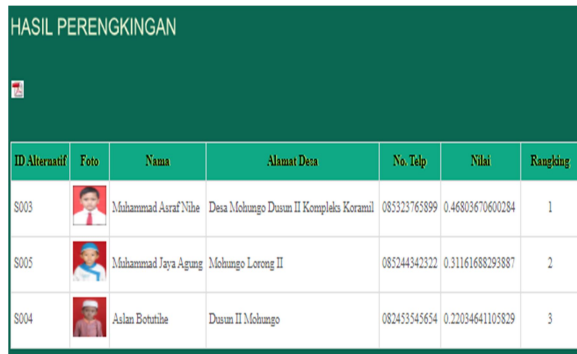 HASIL PERENGKINGAN
ID Alternatif Foto Nama Alamat Desa No. Telp Nilai Rangking
S003 Muhammad Asraf Nihe Desa Mohungo Dusun II Kompleks Koramil 085323765899 0.46803670600284 1
S005 Muhammad Jaya Agung Mohungo Lorong II 085244342322 0.31161688293887 2
S004 Aslan Botutihe Dusun II Mohungo 082453545654 0.22034641105829 3